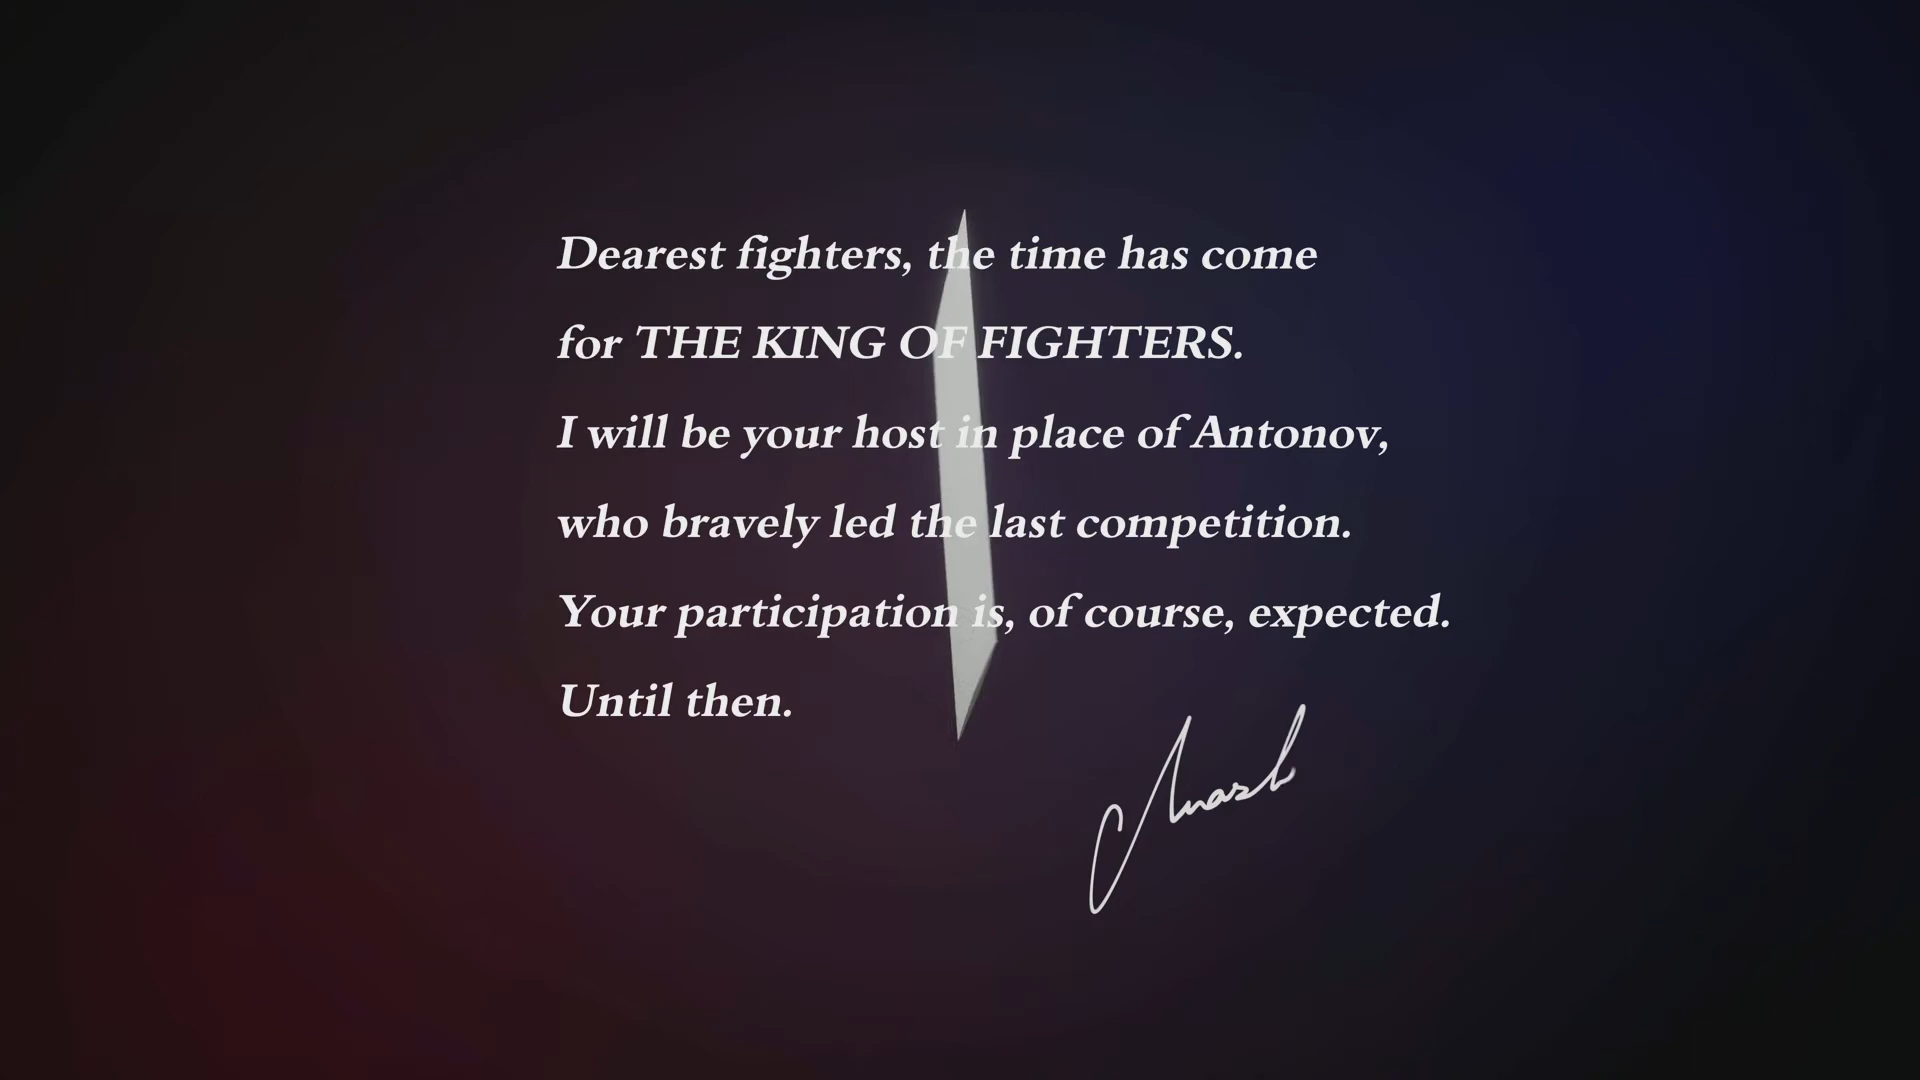 Dearest fighters, the time has come
for THE KING OF FIGHTERS.
I will be your host in place of Antonov,
who bravely led the last competition.
Your participation is, of course, expected.
Until then.